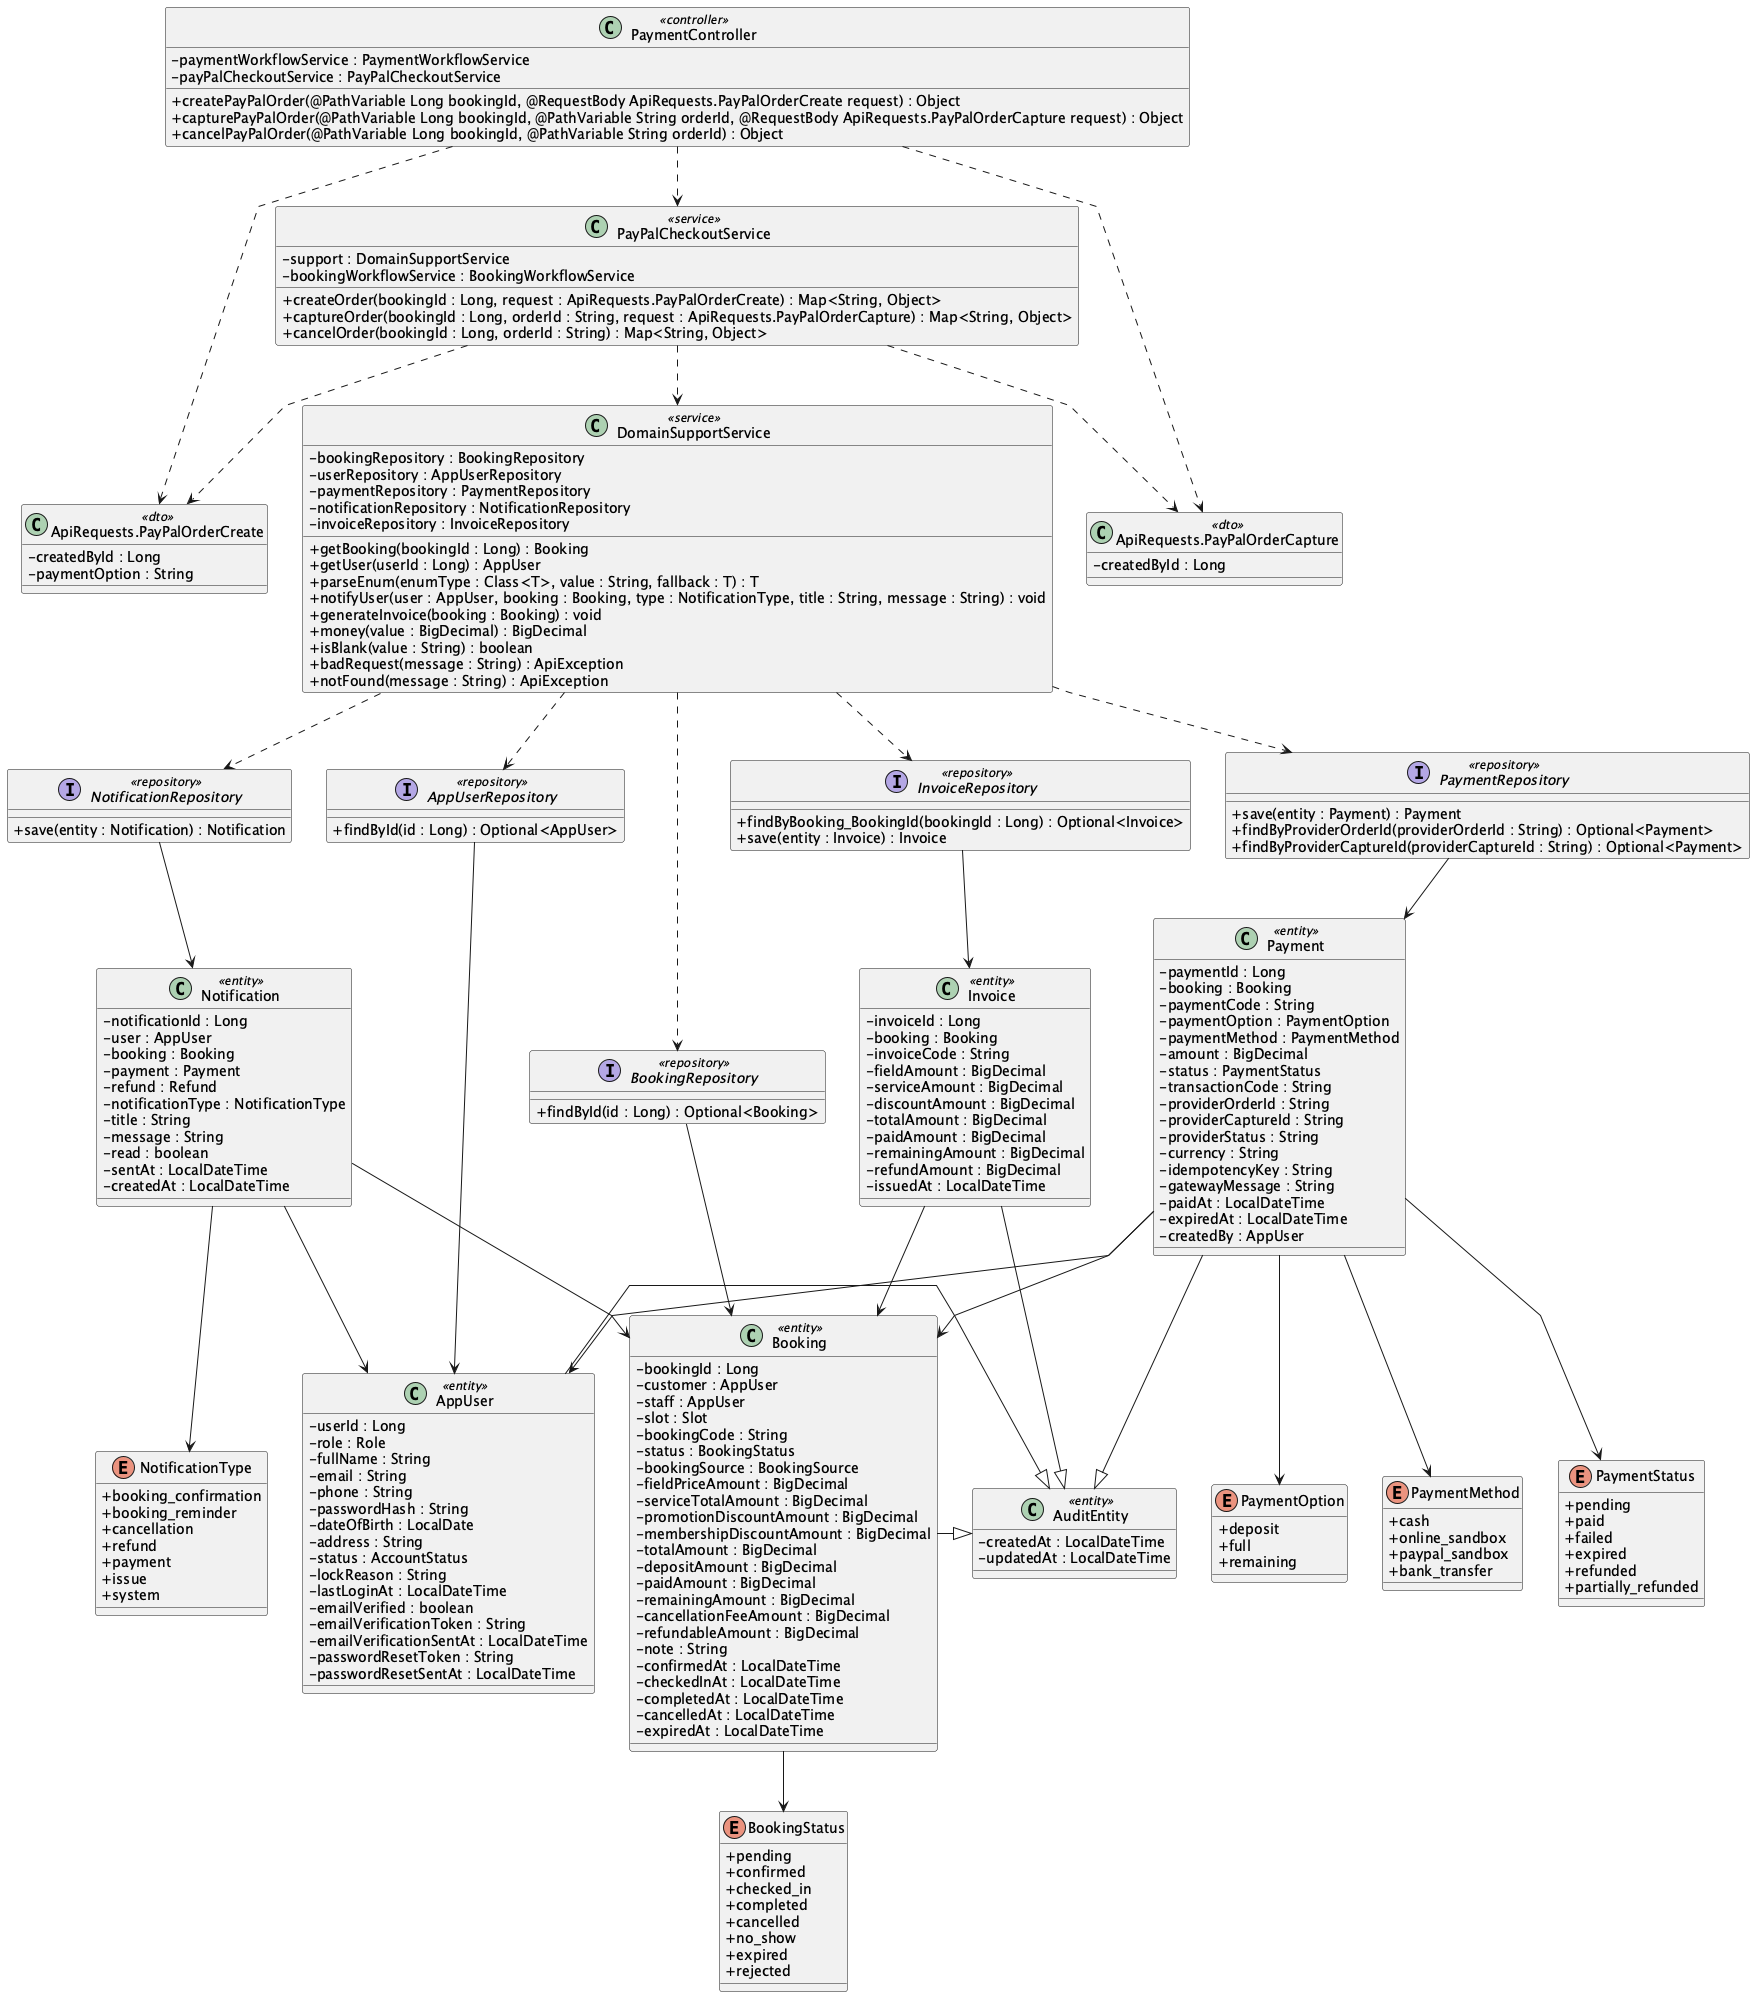 «controller»
PaymentController
-paymentWorkflowService : PaymentWorkflowService
-payPalCheckoutService : PayPalCheckoutService
+createPayPalOrder(@PathVariable Long bookingId, @RequestBody ApiRequests.PayPalOrderCreate request) : Object
+capturePayPalOrder(@PathVariable Long bookingId, @PathVariable String orderId, @RequestBody ApiRequests.PayPalOrderCapture request) : Object
+cancelPayPalOrder(@PathVariable Long bookingId, @PathVariable String orderId) : Object
«service»
PayPalCheckoutService
-support : DomainSupportService
-bookingWorkflowService : BookingWorkflowService
+createOrder(bookingId : Long, request : ApiRequests.PayPalOrderCreate) : Map<String, Object>
+captureOrder(bookingId : Long, orderId : String, request : ApiRequests.PayPalOrderCapture) : Map<String, Object>
+cancelOrder(bookingId : Long, orderId : String) : Map<String, Object>
«service»
DomainSupportService
-bookingRepository : BookingRepository
-userRepository : AppUserRepository
-paymentRepository : PaymentRepository
-notificationRepository : NotificationRepository
-invoiceRepository : InvoiceRepository
+getBooking(bookingId : Long) : Booking
+getUser(userId : Long) : AppUser
+parseEnum(enumType : Class<T>, value : String, fallback : T) : T
+notifyUser(user : AppUser, booking : Booking, type : NotificationType, title : String, message : String) : void
+generateInvoice(booking : Booking) : void
+money(value : BigDecimal) : BigDecimal
+isBlank(value : String) : boolean
+badRequest(message : String) : ApiException
+notFound(message : String) : ApiException
«dto»
ApiRequests.PayPalOrderCreate
-createdById : Long
-paymentOption : String
«dto»
ApiRequests.PayPalOrderCapture
-createdById : Long
«repository»
NotificationRepository
+save(entity : Notification) : Notification
«repository»
AppUserRepository
+findById(id : Long) : Optional<AppUser>
«repository»
InvoiceRepository
+findByBooking_BookingId(bookingId : Long) : Optional<Invoice>
+save(entity : Invoice) : Invoice
«repository»
PaymentRepository
+save(entity : Payment) : Payment
+findByProviderOrderId(providerOrderId : String) : Optional<Payment>
+findByProviderCaptureId(providerCaptureId : String) : Optional<Payment>
«entity»
Notification
-notificationId : Long
-user : AppUser
-booking : Booking
-payment : Payment
-refund : Refund
-notificationType : NotificationType
-title : String
-message : String
-read : boolean
-sentAt : LocalDateTime
-createdAt : LocalDateTime
«repository»
BookingRepository
+findById(id : Long) : Optional<Booking>
«entity»
Invoice
-invoiceId : Long
-booking : Booking
-invoiceCode : String
-fieldAmount : BigDecimal
-serviceAmount : BigDecimal
-discountAmount : BigDecimal
-totalAmount : BigDecimal
-paidAmount : BigDecimal
-remainingAmount : BigDecimal
-refundAmount : BigDecimal
-issuedAt : LocalDateTime
«entity»
Payment
-paymentId : Long
-booking : Booking
-paymentCode : String
-paymentOption : PaymentOption
-paymentMethod : PaymentMethod
-amount : BigDecimal
-status : PaymentStatus
-transactionCode : String
-providerOrderId : String
-providerCaptureId : String
-providerStatus : String
-currency : String
-idempotencyKey : String
-gatewayMessage : String
-paidAt : LocalDateTime
-expiredAt : LocalDateTime
-createdBy : AppUser
NotificationType
+booking_confirmation
+booking_reminder
+cancellation
+refund
+payment
+issue
+system
«entity»
AppUser
-userId : Long
-role : Role
-fullName : String
-email : String
-phone : String
-passwordHash : String
-dateOfBirth : LocalDate
-address : String
-status : AccountStatus
-lockReason : String
-lastLoginAt : LocalDateTime
-emailVerified : boolean
-emailVerificationToken : String
-emailVerificationSentAt : LocalDateTime
-passwordResetToken : String
-passwordResetSentAt : LocalDateTime
«entity»
Booking
-bookingId : Long
-customer : AppUser
-staff : AppUser
-slot : Slot
-bookingCode : String
-status : BookingStatus
-bookingSource : BookingSource
-fieldPriceAmount : BigDecimal
-serviceTotalAmount : BigDecimal
-promotionDiscountAmount : BigDecimal
-membershipDiscountAmount : BigDecimal
-totalAmount : BigDecimal
-depositAmount : BigDecimal
-paidAmount : BigDecimal
-remainingAmount : BigDecimal
-cancellationFeeAmount : BigDecimal
-refundableAmount : BigDecimal
-note : String
-confirmedAt : LocalDateTime
-checkedInAt : LocalDateTime
-completedAt : LocalDateTime
-cancelledAt : LocalDateTime
-expiredAt : LocalDateTime
«entity»
AuditEntity
-createdAt : LocalDateTime
-updatedAt : LocalDateTime
PaymentOption
+deposit
+full
+remaining
PaymentMethod
+cash
+online_sandbox
+paypal_sandbox
+bank_transfer
PaymentStatus
+pending
+paid
+failed
+expired
+refunded
+partially_refunded
BookingStatus
+pending
+confirmed
+checked_in
+completed
+cancelled
+no_show
+expired
+rejected